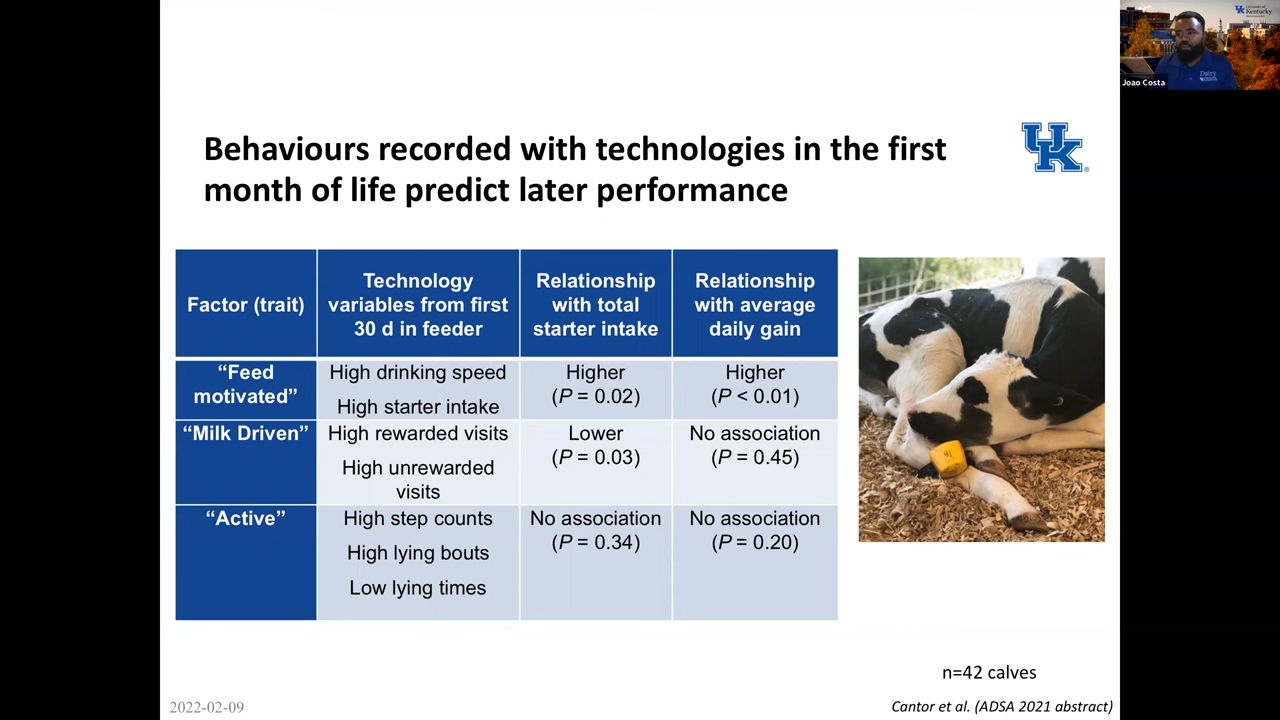 Behaviours recorded with technologies in the first
month of life predict later performance
UK
®
Factor (trait)
Technology
variables from first
30 d in feeder
Relationship
with total
starter intake
Relationship
with average
daily gain
“Feed
motivated”
High drinking speed
High starter intake
Higher
(P = 0.02)
Higher
(P < 0.01)
“Milk Driven”
High rewarded visits
High unrewarded
visits
Lower
(P = 0.03)
No association
(P = 0.45)
“Active”
High step counts
High lying bouts
Low lying times
No association
(P = 0.34)
No association
(P = 0.20)
n=42 calves
2022-02-09
Cantor et al. (ADSA 2021 abstract)
Kentucky
Dairy
Joao Costa